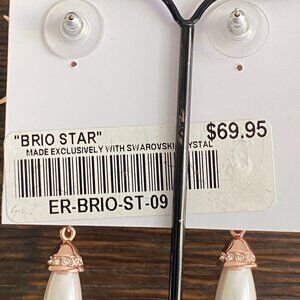 "BRIO STAR"
$69.95
MADE EXCLUSIVELY WITH SWAROVSKI CRYSTAL
ER-BRIO-ST-09